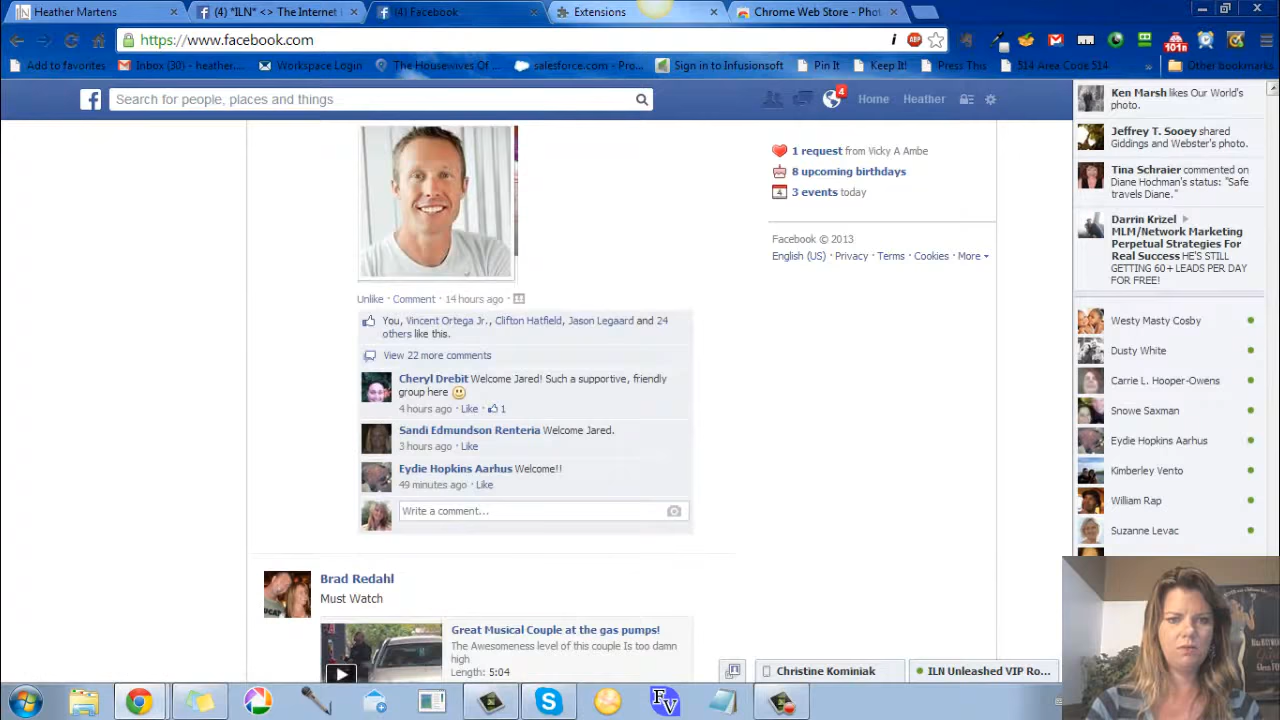 Heather Martens
(4) *ILN* <> The Internet
(4) Facebook
Extensions
Chrome Web Store - Phot
https://www.facebook.com
Add to favorites
Inbox (30) - heather....
Workspace Login
The Housewives Of ...
salesforce.com - Pro...
Sign in to Infusionsoft
Pin It
Keep It!
Press This
514 Area Code 514
»
Other bookmarks
Search for people, places and things
4
Home
Heather
Unlike · Comment · 14 hours ago ·
You, Vincent Ortega Jr., Clifton Hatfield, Jason Legaard and 24
others like this.
View 22 more comments
Cheryl Drebit Welcome Jared! Such a supportive, friendly
group here
4 hours ago · Like · 1
Sandi Edmundson Renteria Welcome Jared.
3 hours ago · Like
Eydie Hopkins Aarhus Welcome!!
49 minutes ago · Like
Write a comment...
Brad Redahl
Must Watch
Great Musical Couple at the gas pumps!
The Awesomeness level of this couple Is too damn
high
Length: 5:04
1 request from Vicky A Ambe
8 upcoming birthdays
3 events today
Facebook © 2013
English (US) · Privacy · Terms · Cookies · More
Ken Marsh likes Our World's
photo.
Jeffrey T. Sooey shared
Giddings and Webster's photo.
Tina Schraier commented on
Diane Hochman's status: "Safe
travels Diane."
Darrin Krizel
MLM/Network Marketing
Perpetual Strategies For
Real Success HE'S STILL
GETTING 60+ LEADS PER DAY
FOR FREE!
Westy Masty Cosby
Dusty White
Carrie L. Hooper-Owens
Snowe Saxman
Eydie Hopkins Aarhus
Kimberley Vento
William Rap
Suzanne Levac
Christine Kominiak
ILN Unleashed VIP Ro...
FV